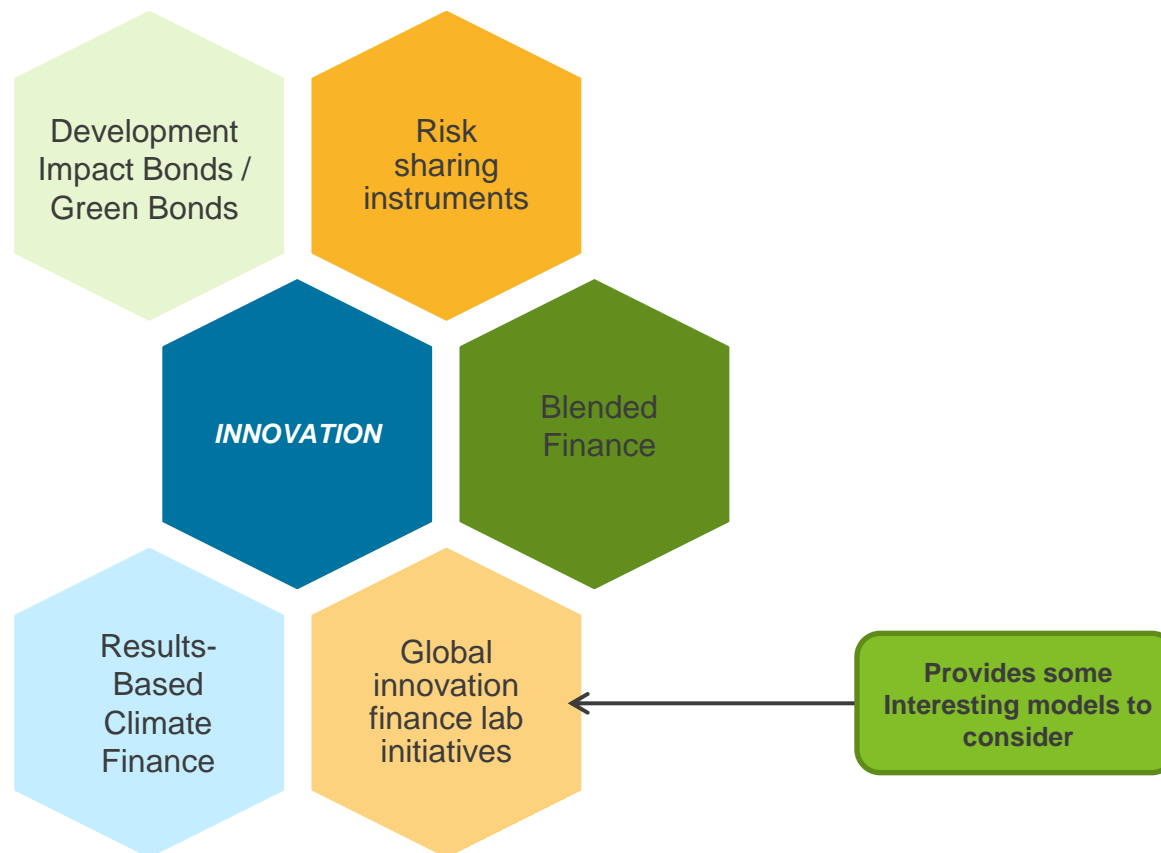 Development
Impact Bonds /
Green Bonds
Risk
sharing
instruments
INNOVATION
Blended
Finance
Results-
Based
Climate
Finance
Global
innovation
finance lab
initiatives
Provides some
Interesting models to
consider